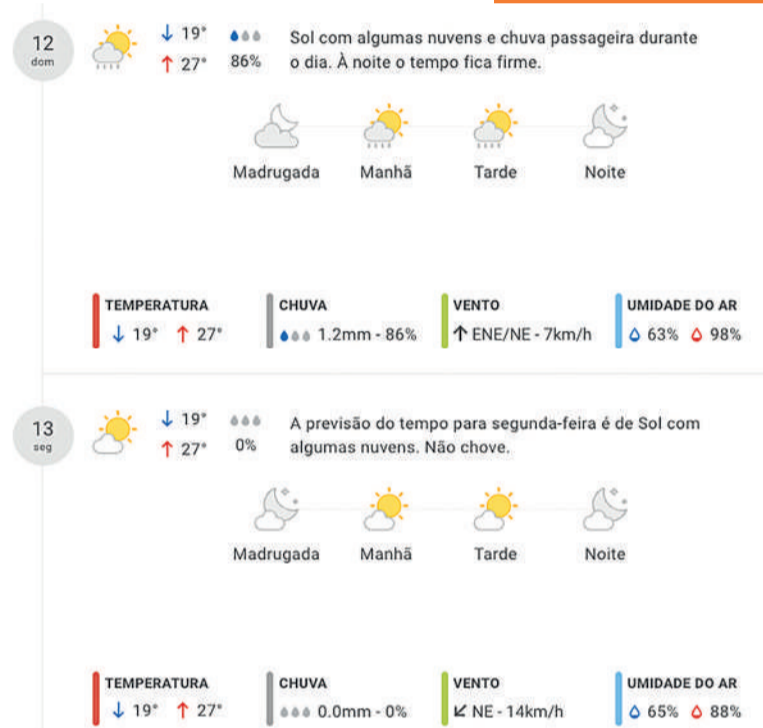 12
dom
19°
27°
86%
Sol com algumas nuvens e chuva passageira durante
o dia. À noite o tempo fica firme.
Madrugada Manhã Tarde Noite
TEMPERATURA CHUVA VENTO UMIDADE DO AR
19° 27° 1.2mm - 86% ENE/NE - 7km/h 63% 98%
13
seg
19°
27°
0%
A previsão do tempo para segunda-feira é de Sol com
algumas nuvens. Não chove.
Madrugada Manhã Tarde Noite
TEMPERATURA CHUVA VENTO UMIDADE DO AR
19° 27° 0.0mm - 0% NE - 14km/h 65% 88%